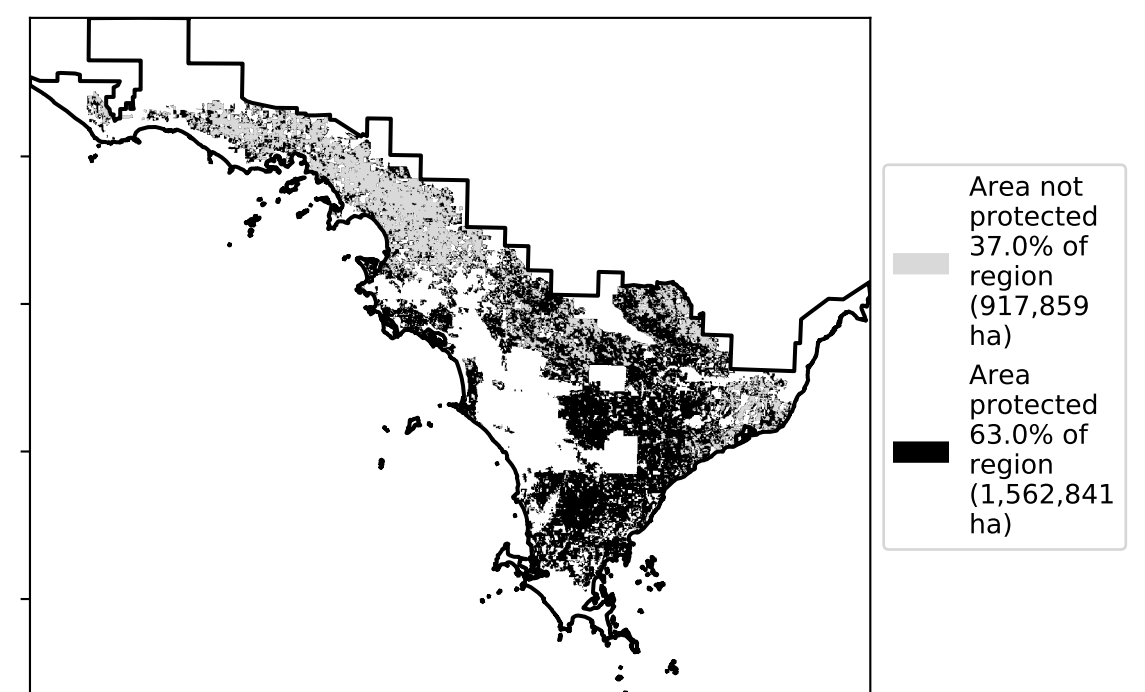 Area not
protected
37.0% of
region
(917,859
ha)
Area
protected
63.0% of
region
(1,562,841
ha)